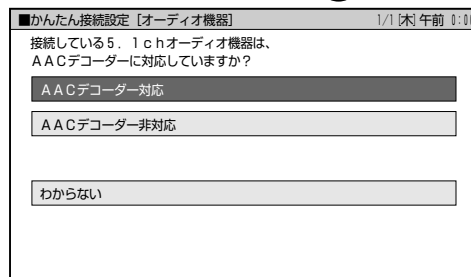 ■かんたん接続設定［オーディオ機器］ 1/1［木］午前 0:0
接続している５．１ｃｈオーディオ機器は、
ＡＡＣデコーダーに対応していますか？
ＡＡＣデコーダー対応
ＡＡＣデコーダー非対応
わからない